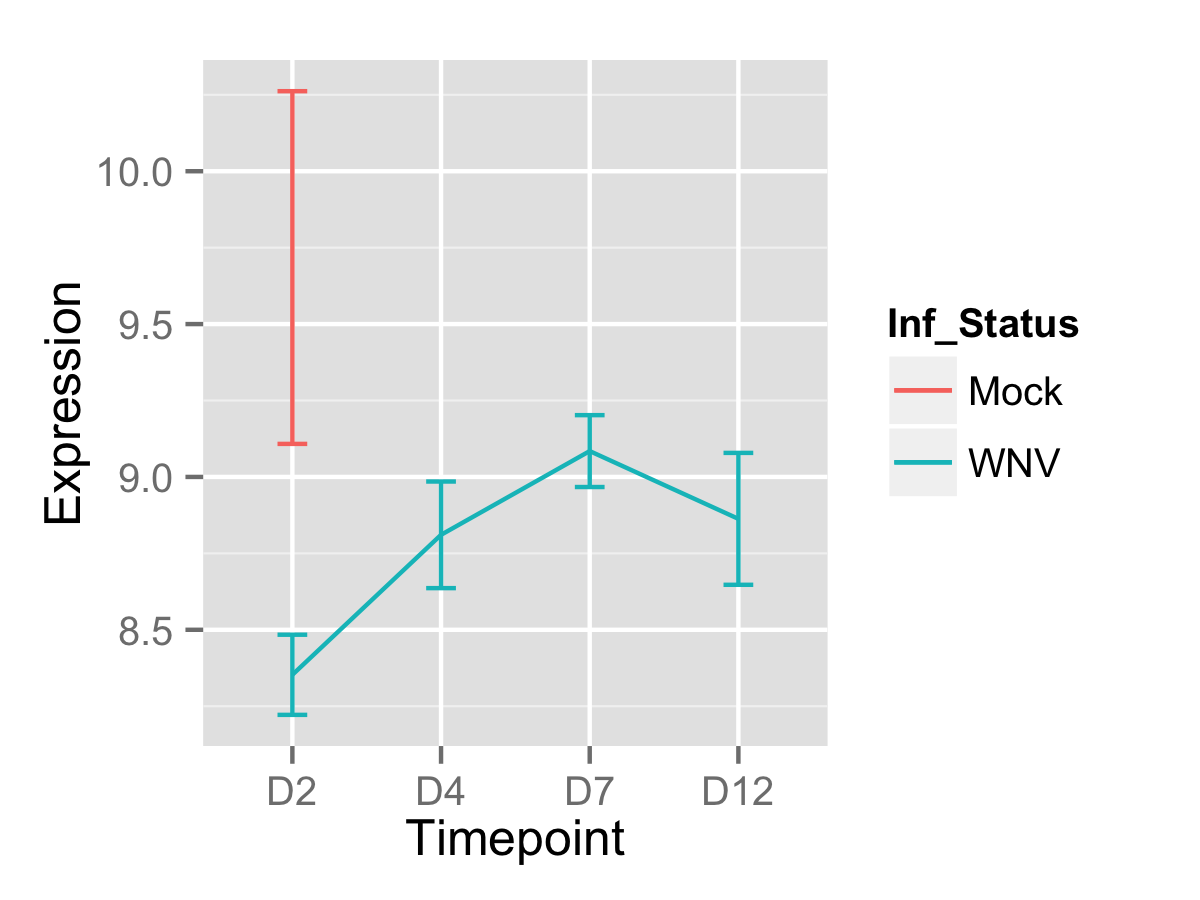 10.0
9.5
9.0
8.5
Expression
D2 D4 D7 D12
Timepoint
Inf_Status
Mock
WNV